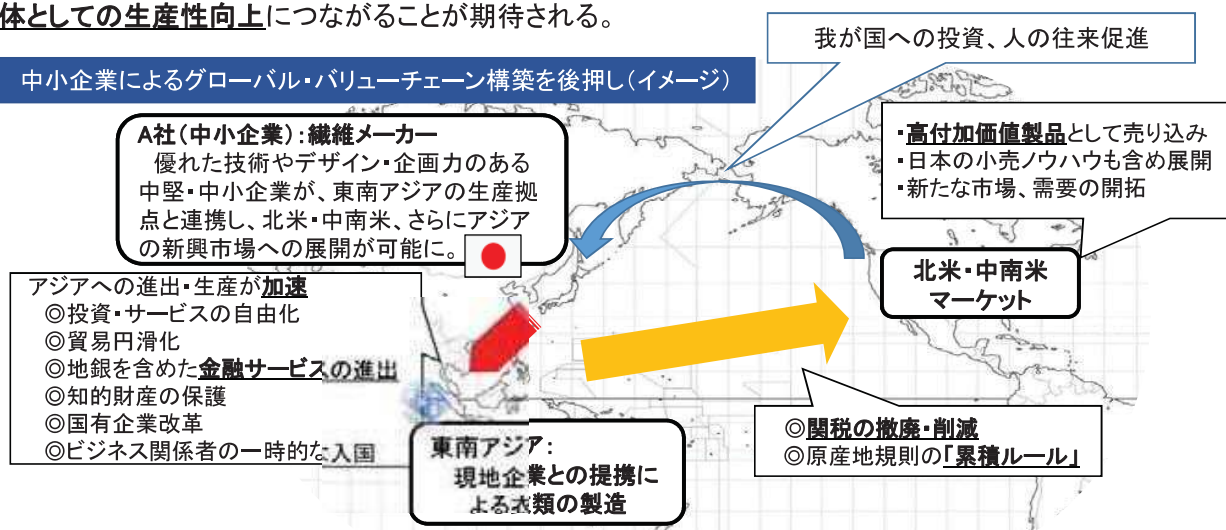 体としての生産性向上につながることが期待される。
我が国への投資、人の往来促進
中小企業によるグローバル・バリューチェーン構築を後押し(イメージ)
A社(中小企業):繊維メーカー
優れた技術やデザイン・企画力のある
中堅・中小企業が、東南アジアの生産拠
点と連携し、北米・中南米、さらにアジア
の新興市場への展開が可能に。
・高付加価値製品として売り込み
・日本の小売ノウハウも含め展開
・新たな市場、需要の開拓
北米・中南米
マーケット
アジアへの進出・生産が加速
◎投資・サービスの自由化
◎貿易円滑化
◎地銀を含めた金融サービスの進出
◎知的財産の保護
◎国有企業改革
◎ビジネス関係者の一時的な入国
東南アジア:
現地企業との提携に
よる衣類の製造
◎関税の撤廃・削減
◎原産地規則の「累積ルール」